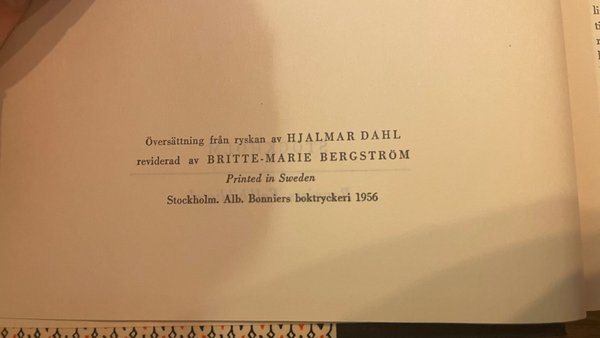 Översättning från ryskan av HJALMAR DAHL
reviderad av BRITTE-MARIE BERGSTRÖM
Printed in Sweden
Stockholm. Alb. Bonniers boktryckeri 1956